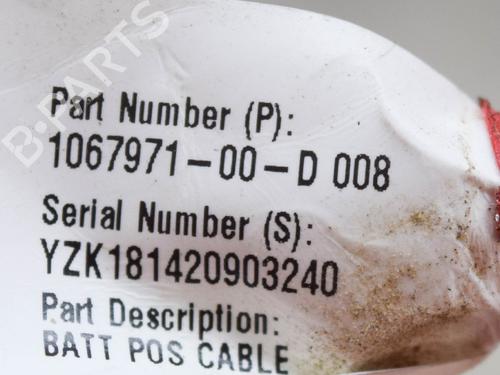 B-PARTS
Part Number (P):
1067971-00-D 008
Serial Number (S):
YZK181420903240
Part Description:
BATT POS CABLE